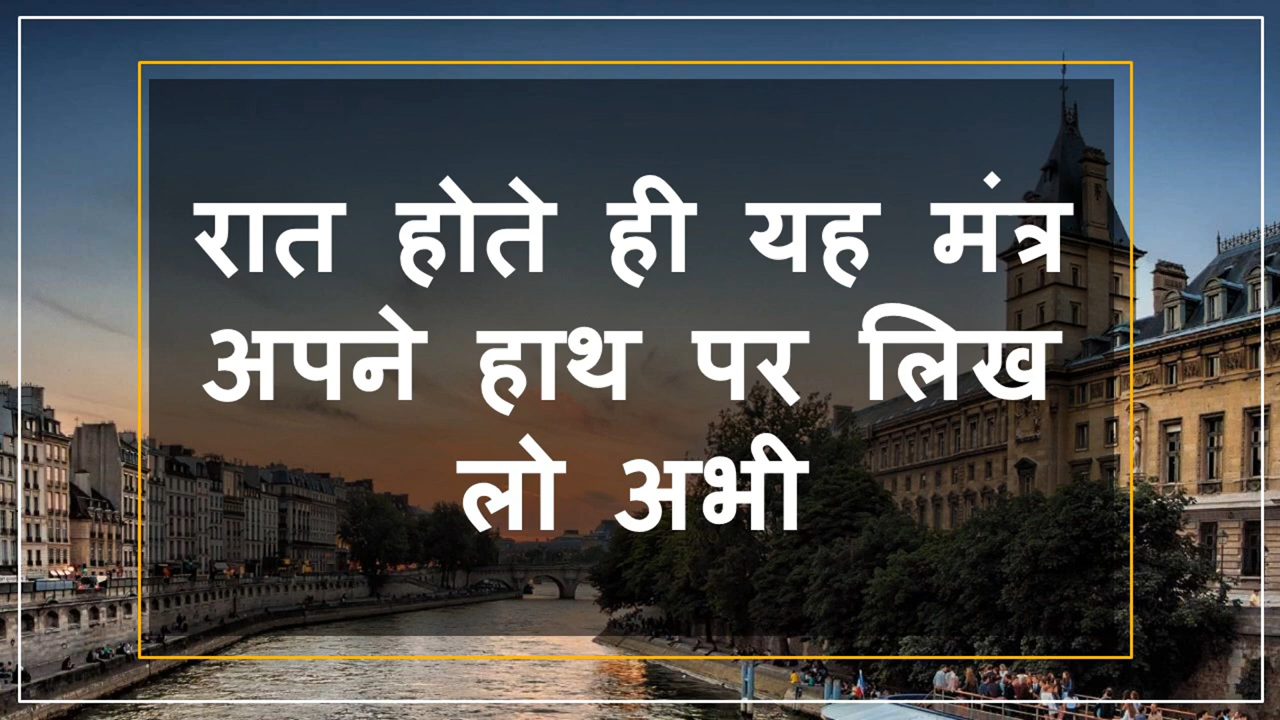 रात होते ही यह मंत्र
अपने हाथ पर लिख
लो अभी